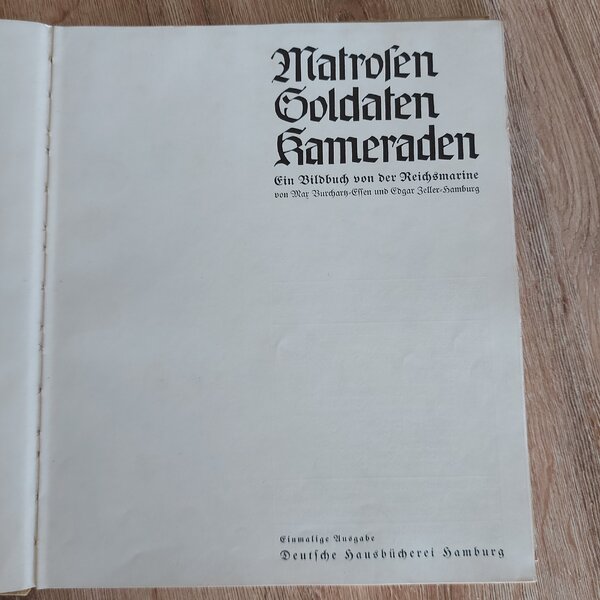 Matrosen
Soldaten
Kameraden
Ein Bildbuch von der Reichsmarine
von Max Burchartz-Essen und Edgar Zeller-Hamburg
Einmalige Ausgabe
Deutsche Hausbücherei Hamburg